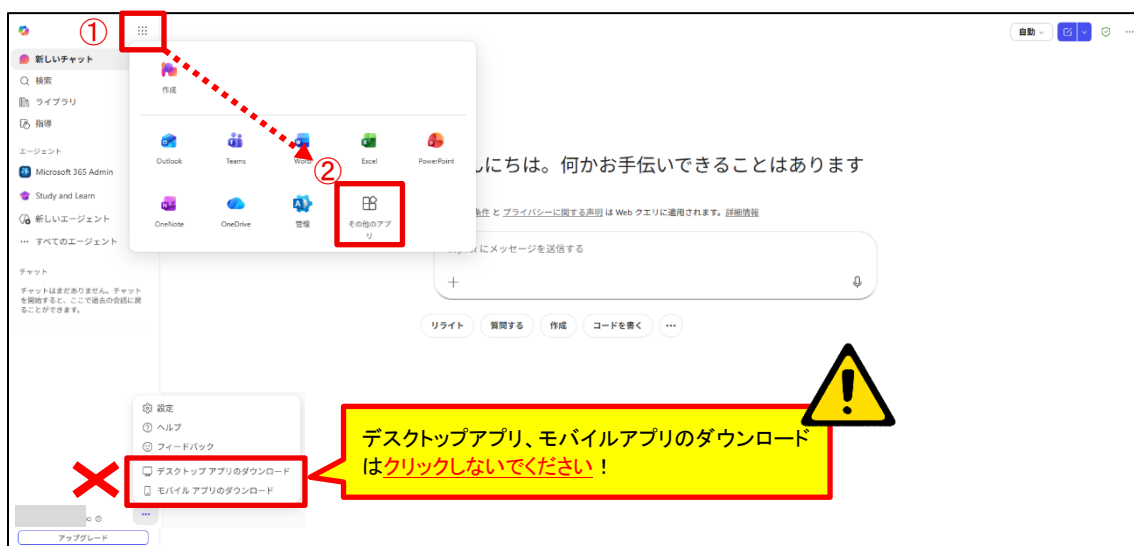 ①
自動
新しいチャット
検索
ライブラリ
指導
エージェント
Microsoft 365 Admin
Study and Learn
新しいエージェント
すべてのエージェント
チャット
チャットはまだありません。チャット
を開始すると、ここで過去の会話に戻
ることができます。
作成
Outlook
Teams
Word
Excel
PowerPoint
②
OneNote
OneDrive
管理
その他のアプ
リ
にちは。何かお手伝いできることはあります
条件 と プライバシーに関する声明 は Web クエリに適用されます。詳細情報
にメッセージを送信する
リライト
質問する
作成
コードを書く
設定
ヘルプ
フィードバック
デスクトップ アプリのダウンロード
モバイル アプリのダウンロード
アップグレード
デスクトップアプリ、モバイルアプリのダウンロード
はクリックしないでください！